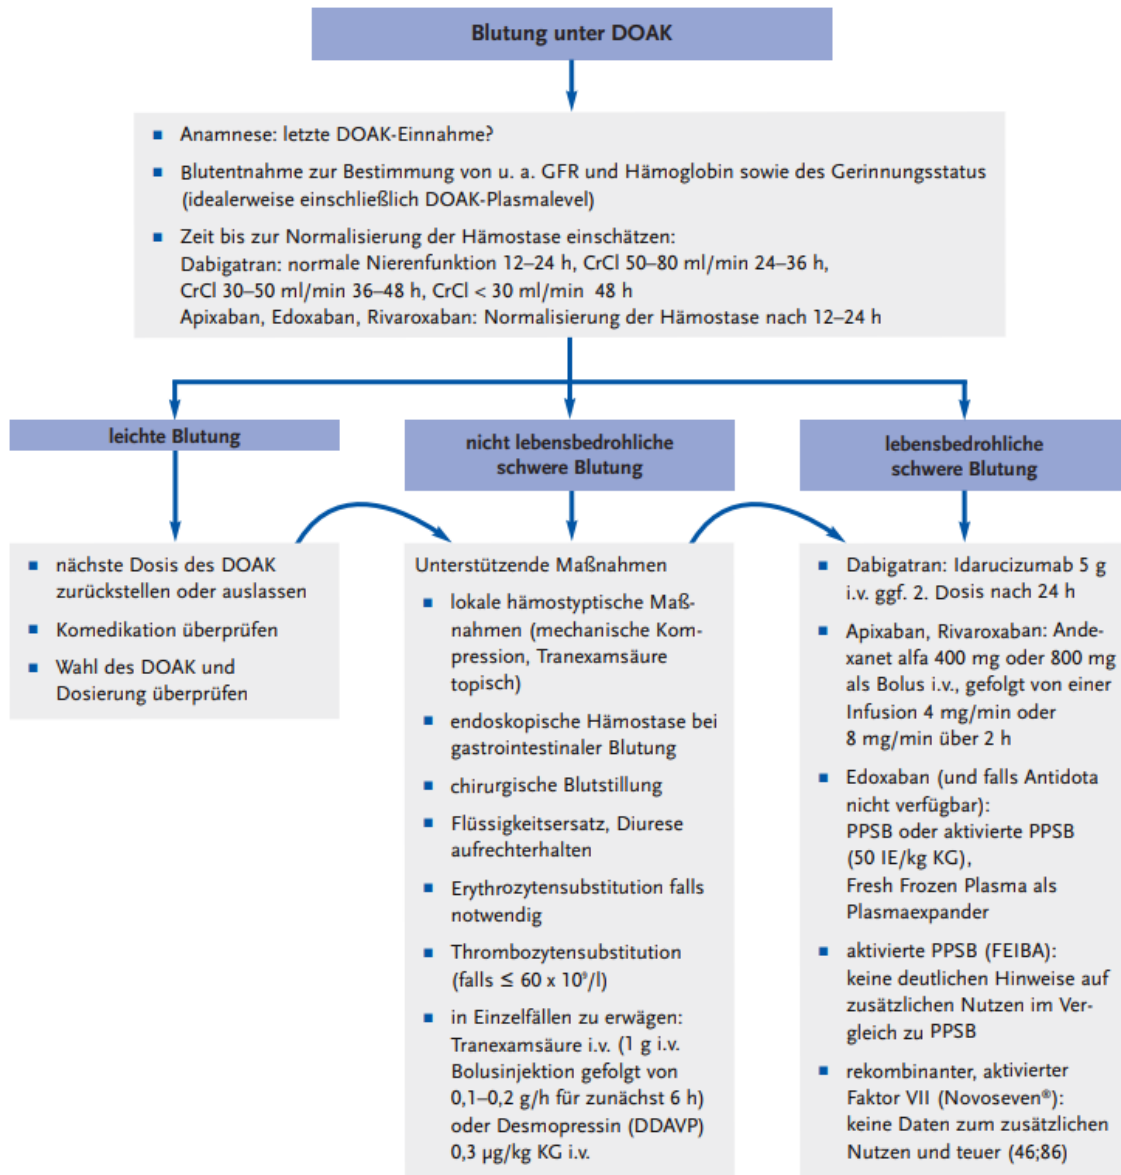 Blutung unter DOAK
Anamnese: letzte DOAK-Einnahme?
Blutentnahme zur Bestimmung von u. a. GFR und Hämoglobin sowie des Gerinnungsstatus
(idealerweise einschließlich DOAK-Plasmalevel)
Zeit bis zur Normalisierung der Hämostase einschätzen:
Dabigatran: normale Nierenfunktion 12–24 h, CrCl 50–80 ml/min 24–36 h,
CrCl 30–50 ml/min 36–48 h, CrCl < 30 ml/min 48 h
Apixaban, Edoxaban, Rivaroxaban: Normalisierung der Hämostase nach 12–24 h
leichte Blutung
nächste Dosis des DOAK
zurückstellen oder auslassen
Komedikation überprüfen
Wahl des DOAK und
Dosierung überprüfen
nicht lebensbedrohliche
schwere Blutung
Unterstützende Maßnahmen
lokale hämostyptische Maß-
nahmen (mechanische Kom-
pression, Tranexamsäure
topisch)
endoskopische Hämostase bei
gastrointestinaler Blutung
chirurgische Blutstillung
Flüssigkeitsersatz, Diurese
aufrechterhalten
Erythrozytensubstitution falls
notwendig
Thrombozytensubstitution
(falls ≤ 60 x 10⁹/l)
in Einzelfällen zu erwägen:
Tranexamsäure i.v. (1 g i.v.
Bolusinjektion gefolgt von
0,1–0,2 g/h für zunächst 6 h)
oder Desmopressin (DDAVP)
0,3 µg/kg KG i.v.
lebensbedrohliche
schwere Blutung
Dabigatran: Idarucizumab 5 g
i.v. ggf. 2. Dosis nach 24 h
Apixaban, Rivaroxaban: Ande-
xanet alfa 400 mg oder 800 mg
als Bolus i.v., gefolgt von einer
Infusion 4 mg/min oder
8 mg/min über 2 h
Edoxaban (und falls Antidota
nicht verfügbar):
PPSB oder aktivierte PPSB
(50 IE/kg KG),
Fresh Frozen Plasma als
Plasmaexpander
aktivierte PPSB (FEIBA):
keine deutlichen Hinweise auf
zusätzlichen Nutzen im Ver-
gleich zu PPSB
rekombinanter, aktivierter
Faktor VII (Novoseven®):
keine Daten zum zusätzlichen
Nutzen und teuer (46;86)